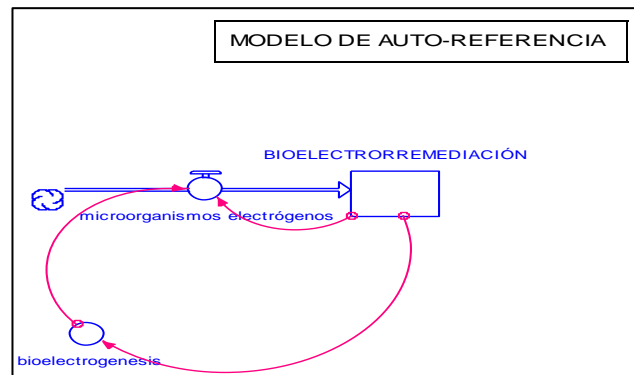 MODELO DE AUTO-REFERENCIA
BIOELECTRORREMEDIACIÓN
microorganismos electrógenos
bioelectrogenesis